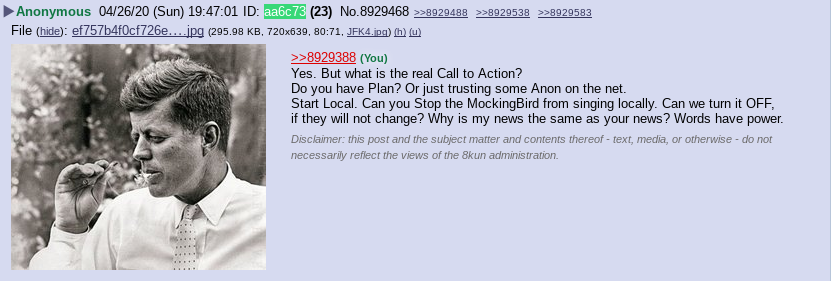 ▶Anonymous 04/26/20 (Sun) 19:47:01 ID: aa6c73 (23) No.8929468 >>8929488 >>8929538 >>8929583
File (hide): ef757b4f0cf726e….jpg (295.98 KB, 720x639, 80:71, JFK4.jpg) (h) (u)
>>8929388 (You)
Yes. But what is the real Call to Action?
Do you have Plan? Or just trusting some Anon on the net.
Start Local. Can you Stop the MockingBird from singing locally. Can we turn it OFF,
if they will not change? Why is my news the same as your news? Words have power.
Disclaimer: this post and the subject matter and contents thereof - text, media, or otherwise - do not
necessarily reflect the views of the 8kun administration.